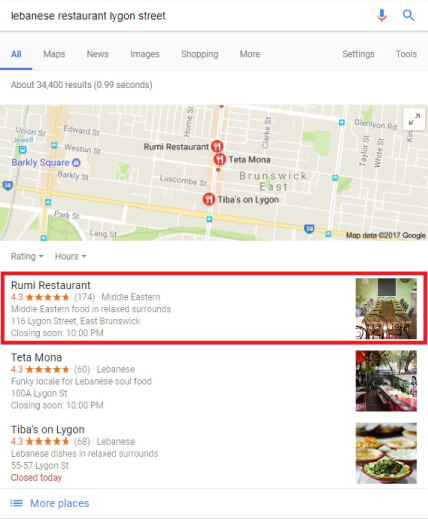 lebanese restaurant lygon street
All Maps News Images Shopping More Settings Tools
About 34,400 results (0.99 seconds)
Union St
Edward St
Home St
Clarke St
Glenlyon Rd
Jewell
Weston St
Rumi Restaurant
Taylor St
White St
Teta Mona
Barkly Square
Barkly St
Luscombe St
Brunswick
East
Tiba's on Lygon
38
38
Park St
Lang St
Map data ©2017 Google
Rating Hours
Rumi Restaurant
4.3 (174) · Middle Eastern
Middle Eastern food in relaxed surrounds
116 Lygon Street, East Brunswick
Closing soon: 10:00 PM
Teta Mona
4.3 (60) · Lebanese
Funky locale for Lebanese soul food
100A Lygon St
Closing soon: 10:00 PM
Tiba's on Lygon
4.3 (68) · Lebanese
Lebanese dishes in relaxed surrounds
55-57 Lygon St
Closed today
More places